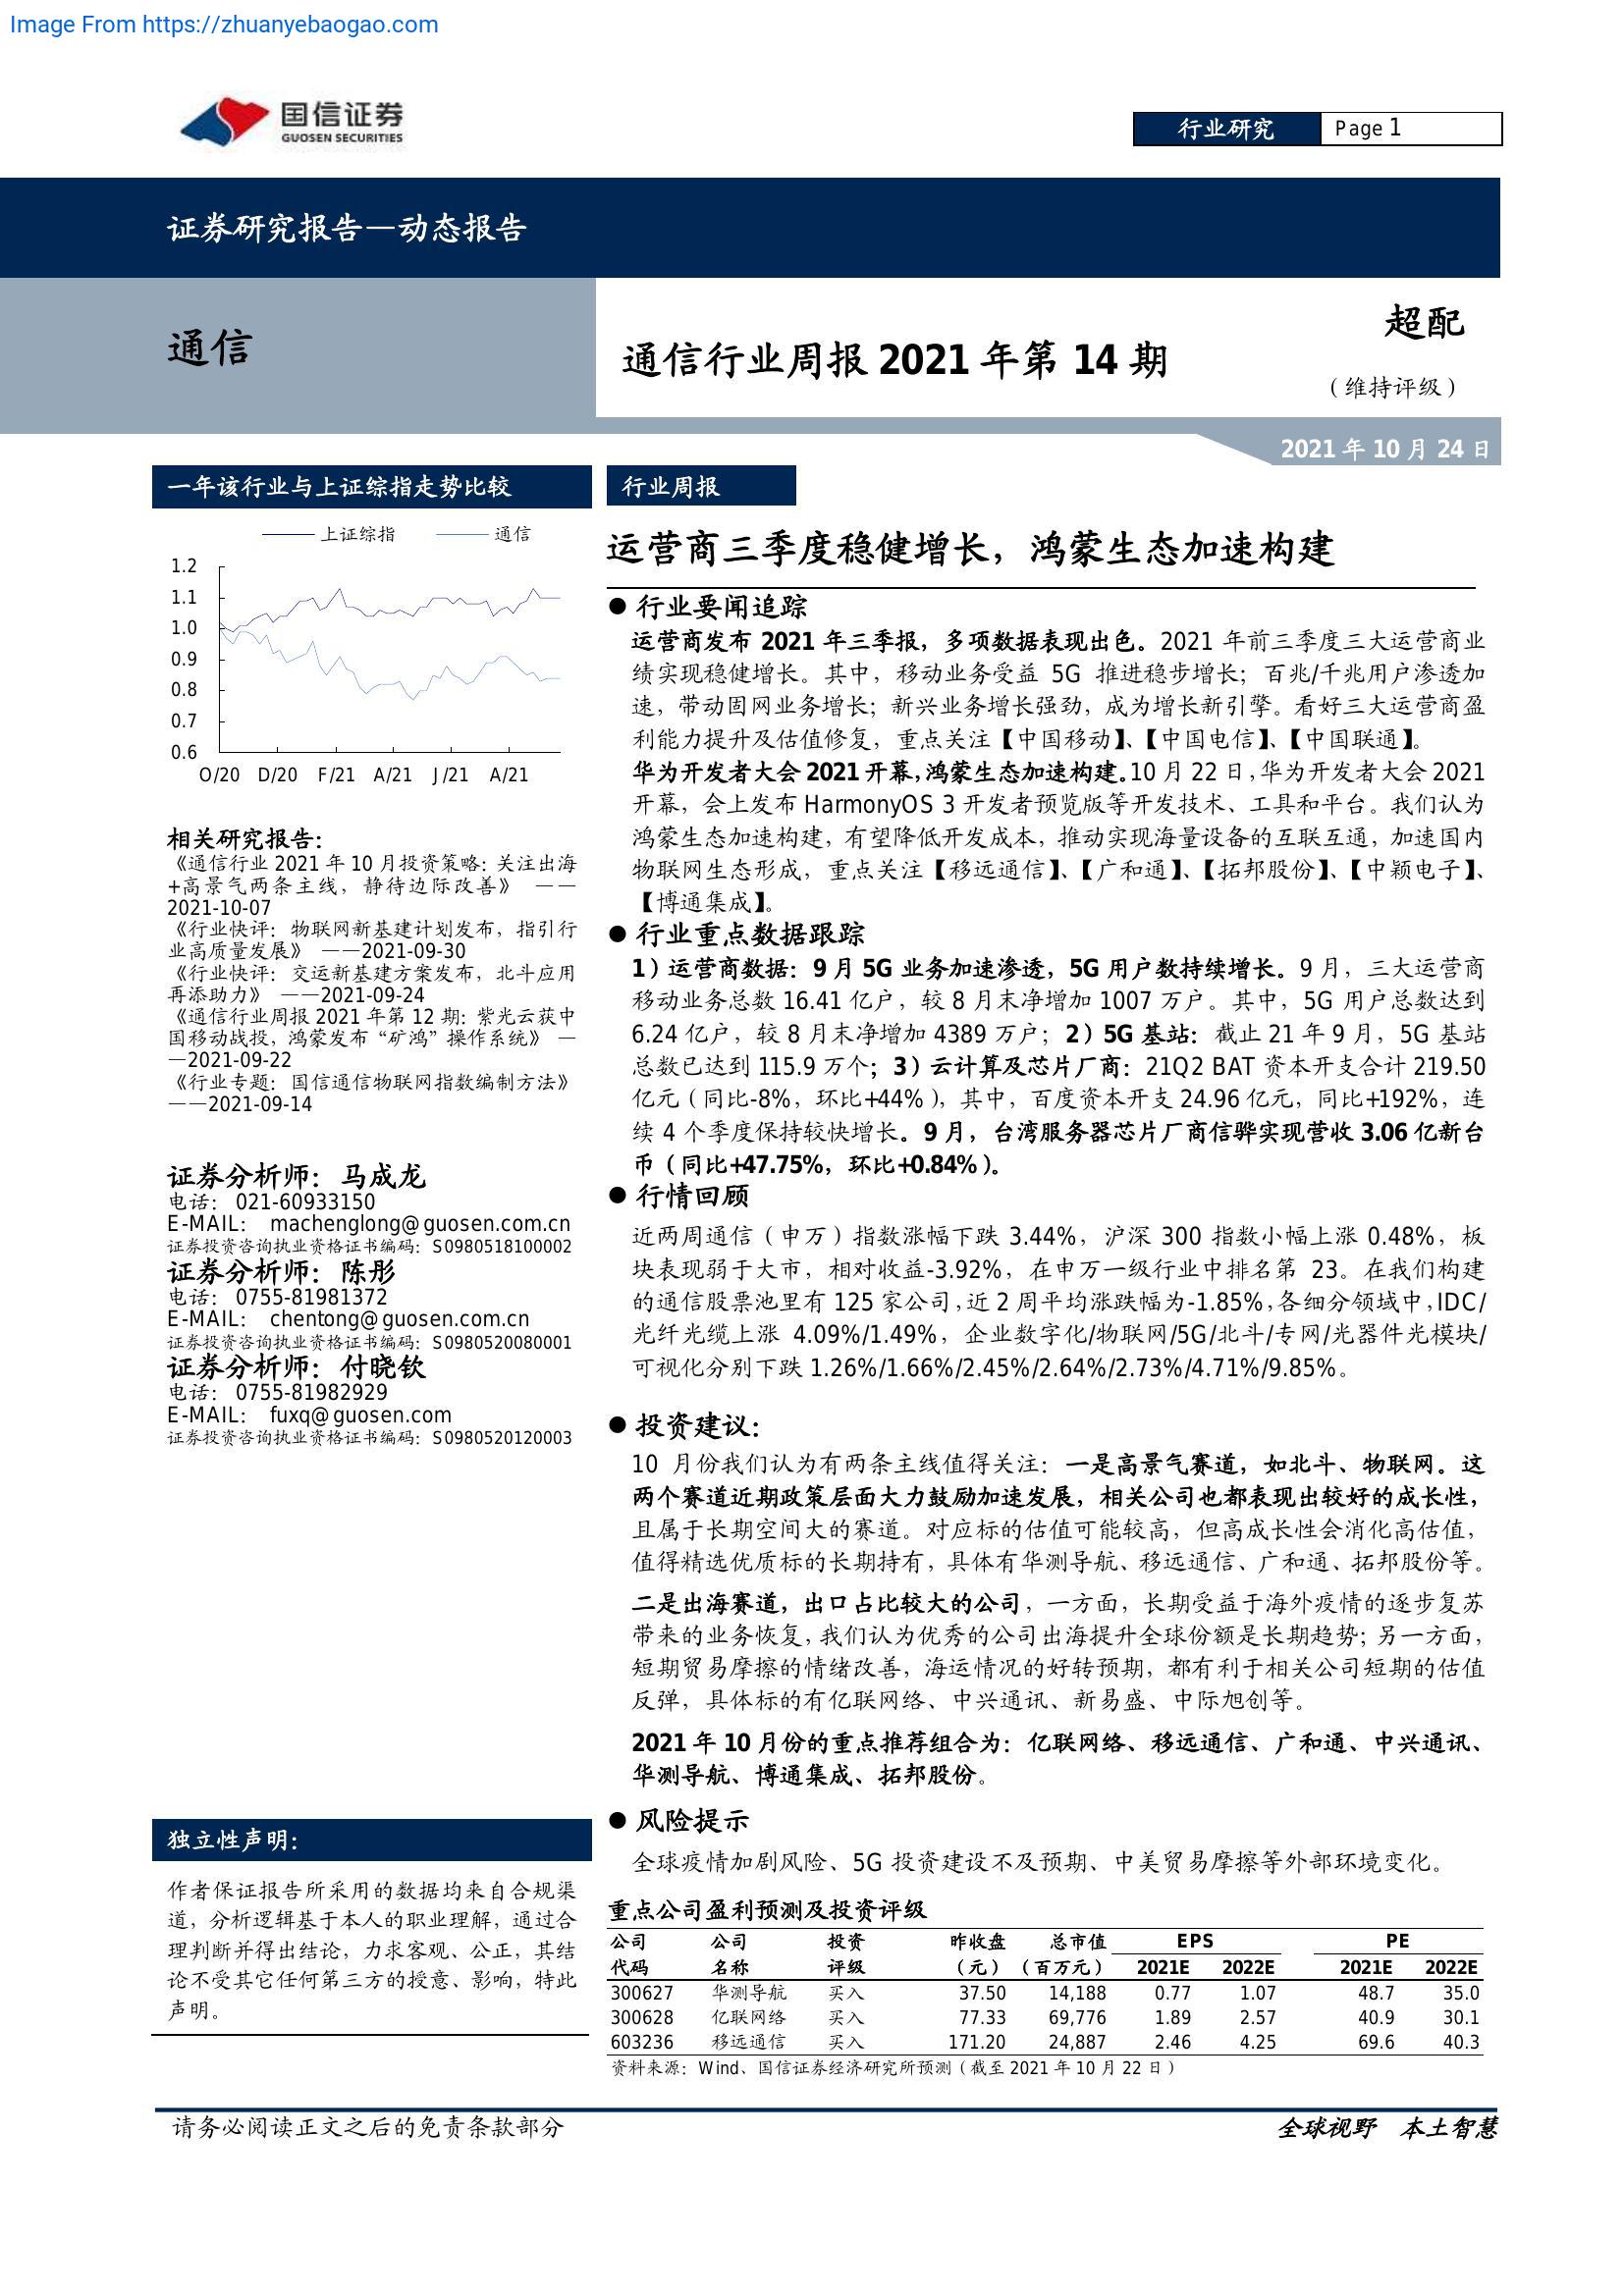 Image From https://zhuanyebaogao.com
国信证券
GUOSEN SECURITIES
行业研究
Page 1
证券研究报告—动态报告
通信
通信行业周报 2021 年第 14 期
超配
（维持评级）
2021 年 10 月 24 日
一年该行业与上证综指走势比较
上证综指 通信
1.2
1.1
1.0
0.9
0.8
0.7
0.6
O/20 D/20 F/21 A/21 J/21 A/21
相关研究报告：
《通信行业 2021 年 10 月投资策略：关注出海
+高景气两条主线，静待边际改善》 ——
2021-10-07
《行业快评：物联网新基建计划发布，指引行
业高质量发展》 ——2021-09-30
《行业快评：交运新基建方案发布，北斗应用
再添助力》 ——2021-09-24
《通信行业周报 2021 年第 12 期：紫光云获中
国移动战投，鸿蒙发布“矿鸿”操作系统》 —
—2021-09-22
《行业专题：国信通信物联网指数编制方法》
——2021-09-14
证券分析师：马成龙
电话： 021-60933150
E-MAIL： machenglong@guosen.com.cn
证券投资咨询执业资格证书编码：S0980518100002
证券分析师：陈彤
电话： 0755-81981372
E-MAIL： chentong@guosen.com.cn
证券投资咨询执业资格证书编码：S0980520080001
证券分析师：付晓钦
电话： 0755-81982929
E-MAIL： fuxq@guosen.com
证券投资咨询执业资格证书编码：S0980520120003
独立性声明：
作者保证报告所采用的数据均来自合规渠
道，分析逻辑基于本人的职业理解，通过合
理判断并得出结论，力求客观、公正，其结
论不受其它任何第三方的授意、影响，特此
声明。
行业周报
运营商三季度稳健增长，鸿蒙生态加速构建
● 行业要闻追踪
运营商发布 2021 年三季报，多项数据表现出色。2021 年前三季度三大运营商业
绩实现稳健增长。其中，移动业务受益 5G 推进稳步增长；百兆/千兆用户渗透加
速，带动固网业务增长；新兴业务增长强劲，成为增长新引擎。看好三大运营商盈
利能力提升及估值修复，重点关注【中国移动】、【中国电信】、【中国联通】。
华为开发者大会 2021 开幕，鸿蒙生态加速构建。10 月 22 日，华为开发者大会 2021
开幕，会上发布 HarmonyOS 3 开发者预览版等开发技术、工具和平台。我们认为
鸿蒙生态加速构建，有望降低开发成本，推动实现海量设备的互联互通，加速国内
物联网生态形成，重点关注【移远通信】、【广和通】、【拓邦股份】、【中颖电子】、
【博通集成】。
● 行业重点数据跟踪
1）运营商数据：9 月 5G 业务加速渗透，5G 用户数持续增长。9 月，三大运营商
移动业务总数 16.41 亿户，较 8 月末净增加 1007 万户。其中，5G 用户总数达到
6.24 亿户，较 8 月末净增加 4389 万户；2）5G 基站：截止 21 年 9 月，5G 基站
总数已达到 115.9 万个；3）云计算及芯片厂商：21Q2 BAT 资本开支合计 219.50
亿元（同比-8%，环比+44%），其中，百度资本开支 24.96 亿元，同比+192%，连
续 4 个季度保持较快增长。9 月，台湾服务器芯片厂商信骅实现营收 3.06 亿新台
币（同比+47.75%，环比+0.84%）。
● 行情回顾
近两周通信（申万）指数涨幅下跌 3.44%，沪深 300 指数小幅上涨 0.48%，板
块表现弱于大市，相对收益-3.92%，在申万一级行业中排名第 23。在我们构建
的通信股票池里有 125 家公司，近 2 周平均涨跌幅为-1.85%，各细分领域中，IDC/
光纤光缆上涨 4.09%/1.49%，企业数字化/物联网/5G/北斗/专网/光器件光模块/
可视化分别下跌 1.26%/1.66%/2.45%/2.64%/2.73%/4.71%/9.85%。
● 投资建议：
10 月份我们认为有两条主线值得关注：一是高景气赛道，如北斗、物联网。这
两个赛道近期政策层面大力鼓励加速发展，相关公司也都表现出较好的成长性，
且属于长期空间大的赛道。对应标的估值可能较高，但高成长性会消化高估值，
值得精选优质标的长期持有，具体有华测导航、移远通信、广和通、拓邦股份等。
二是出海赛道，出口占比较大的公司，一方面，长期受益于海外疫情的逐步复苏
带来的业务恢复，我们认为优秀的公司出海提升全球份额是长期趋势；另一方面，
短期贸易摩擦的情绪改善，海运情况的好转预期，都有利于相关公司短期的估值
反弹，具体标的有亿联网络、中兴通讯、新易盛、中际旭创等。
2021 年 10 月份的重点推荐组合为：亿联网络、移远通信、广和通、中兴通讯、
华测导航、博通集成、拓邦股份。
● 风险提示
全球疫情加剧风险、5G 投资建设不及预期、中美贸易摩擦等外部环境变化。
重点公司盈利预测及投资评级
公司 公司 投资 昨收盘 总市值 EPS PE
代码 名称 评级 （元） （百万元） 2021E 2022E 2021E 2022E
300627 华测导航 买入 37.50 14,188 0.77 1.07 48.7 35.0
300628 亿联网络 买入 77.33 69,776 1.89 2.57 40.9 30.1
603236 移远通信 买入 171.20 24,887 2.46 4.25 69.6 40.3
资料来源：Wind、国信证券经济研究所预测（截至 2021 年 10 月 22 日）
请务必阅读正文之后的免责条款部分
全球视野 本土智慧